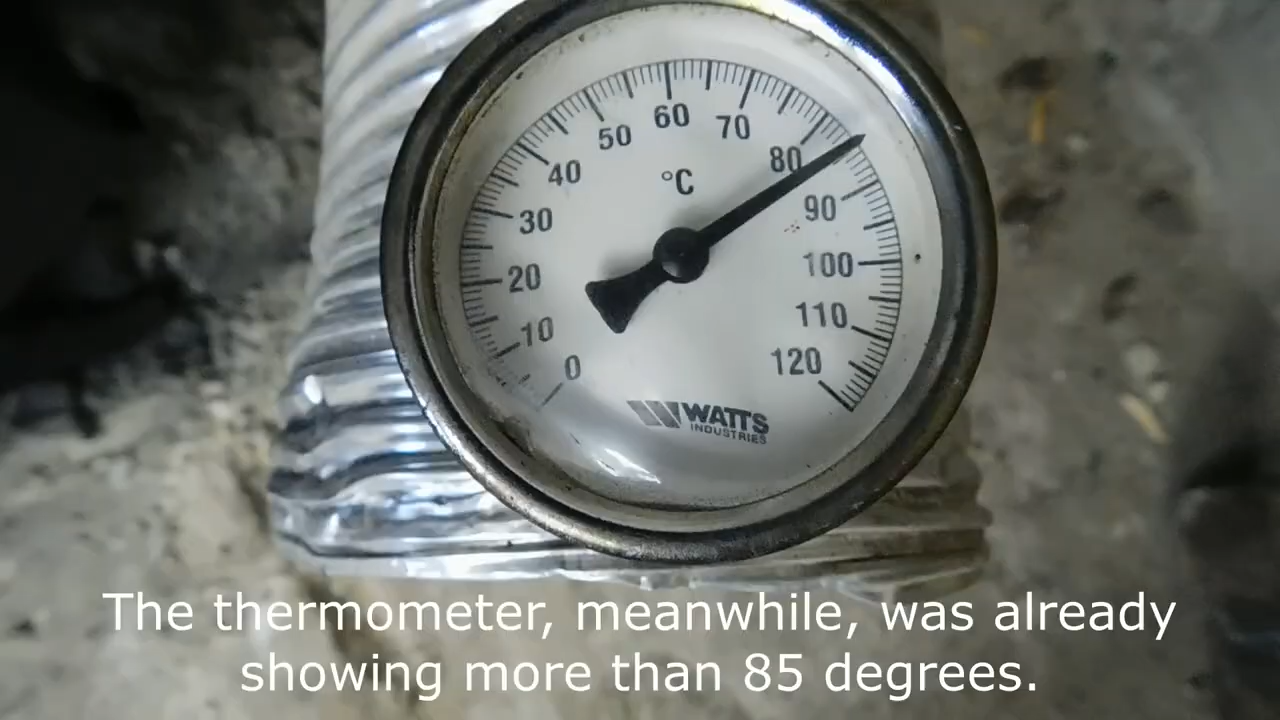 60
50
70
40
80
°C
30
90
20
100
10
110
0
120
WATTS
INDUSTRIES
The thermometer, meanwhile, was already
showing more than 85 degrees.